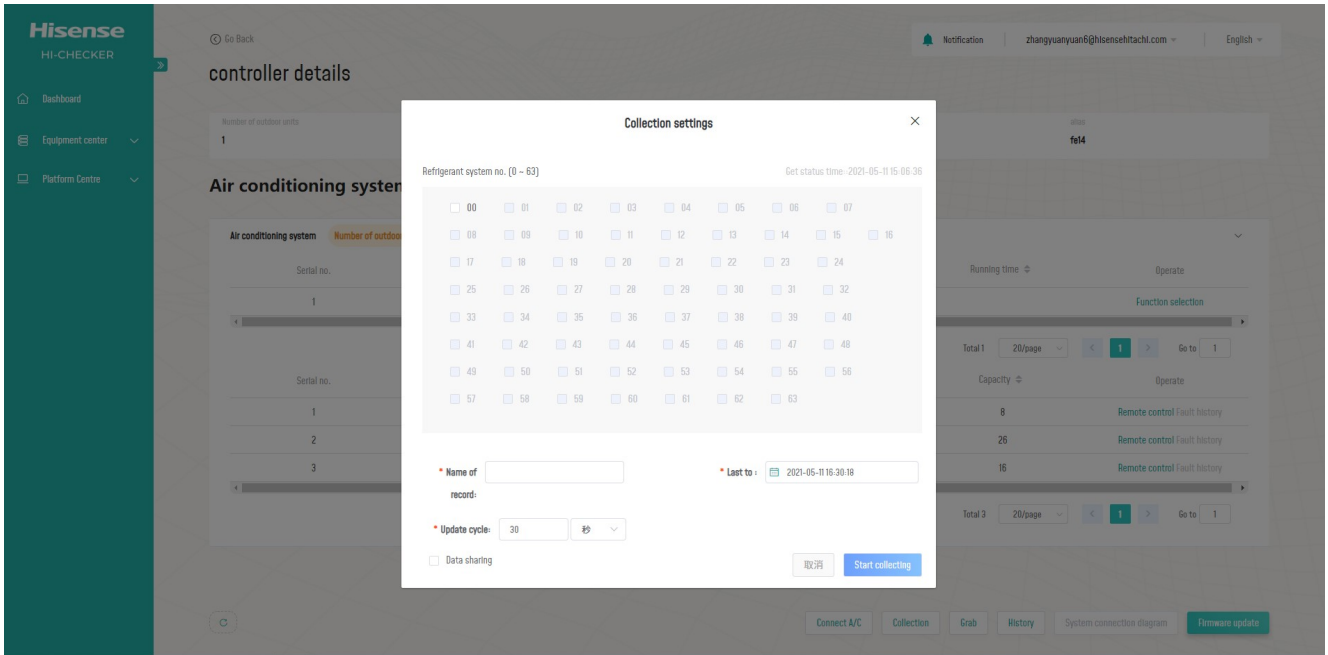 Hisense
HI-CHECKER
Dashboard
Equipment center
Platform Centre
Go Back
Notification
zhangyuanyuan6@hisensehitachi.com
English
controller details
Number of outdoor units
1
alias
fe14
Air conditioning system
Air conditioning system Number of outdoo
Serial no. Running time Operate
1 Function selection
Total 1 20/page 1 Go to 1
Serial no. Capacity Operate
1 8 Remote control Fault history
2 26 Remote control Fault history
3 16 Remote control Fault history
Total 3 20/page 1 Go to 1
Collection settings
Refrigerant system no. (0 ~ 63) Get status time :2021-05-11 15:06:36
00 01 02 03 04 05 06 07
08 09 10 11 12 13 14 15 16
17 18 19 20 21 22 23 24
25 26 27 28 29 30 31 32
33 34 35 36 37 38 39 40
41 42 43 44 45 46 47 48
49 50 51 52 53 54 55 56
57 58 59 60 61 62 63
* Name of
record:
* Last to : 2021-05-11 16:30:18
* Update cycle: 30 秒
Data sharing
取消 Start collecting
Connect A/C Collection Grab History System connection diagram Firmware update